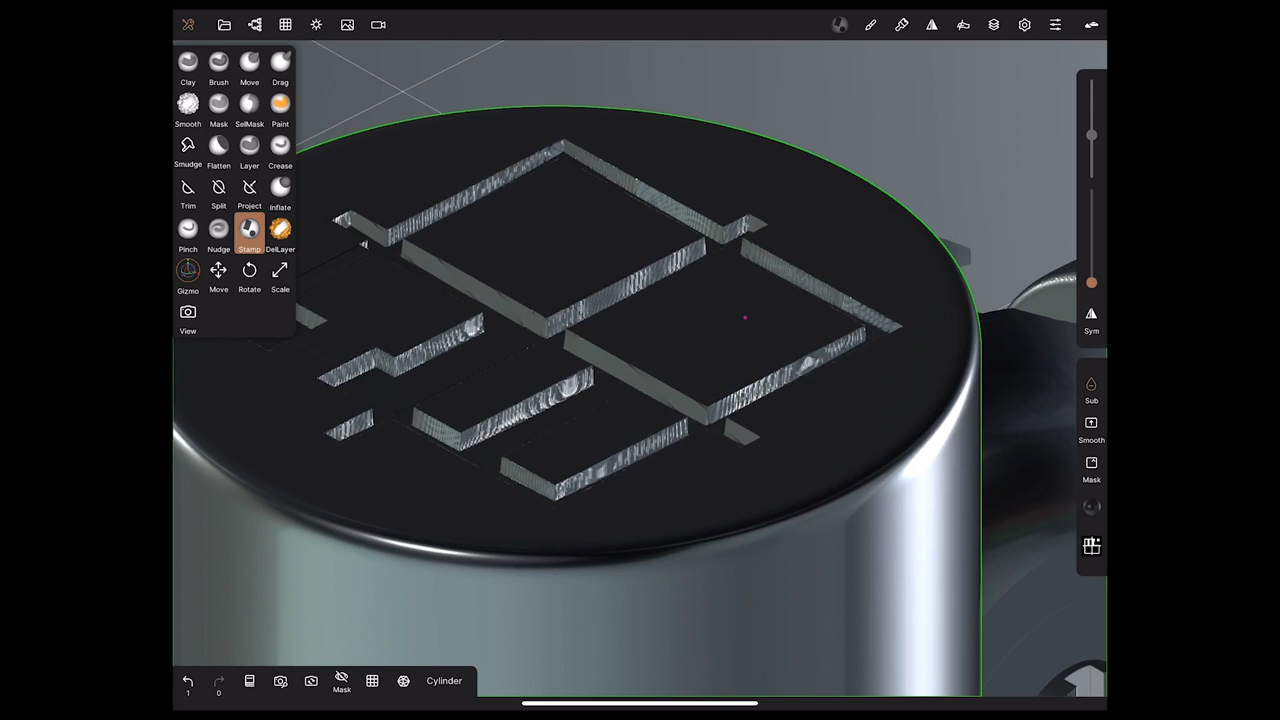 Clay Brush Move Drag
Smooth Mask SelMask Paint
Smudge Flatten Layer Crease
Trim Split Project Inflate
Pinch Nudge Stamp DelLayer
Gizmo Move Rotate Scale
View
Sym
Sub
Smooth
Mask
1 0 Mask Cylinder